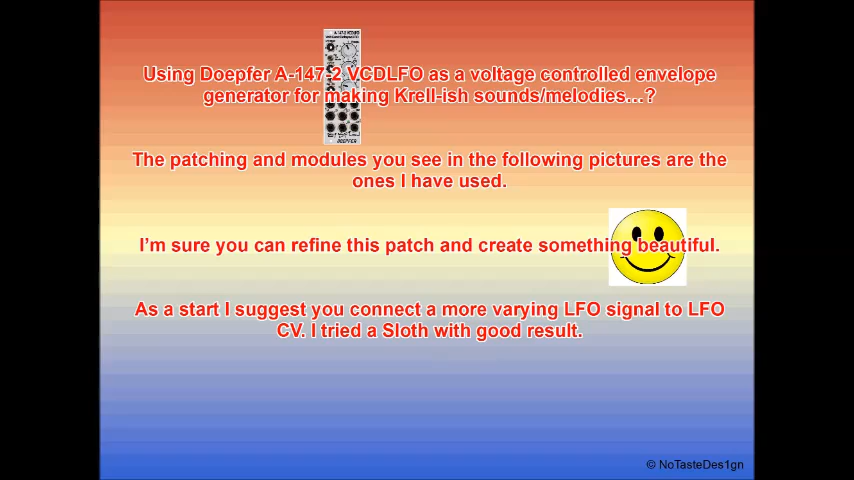 Using Doepfer A-147-2 VCDLFO as a voltage controlled envelope
generator for making Krell-ish sounds/melodies…?
The patching and modules you see in the following pictures are the
ones I have used.
I'm sure you can refine this patch and create something beautiful.
As a start I suggest you connect a more varying LFO signal to LFO
CV. I tried a Sloth with good result.
© NoTasteDes1gn